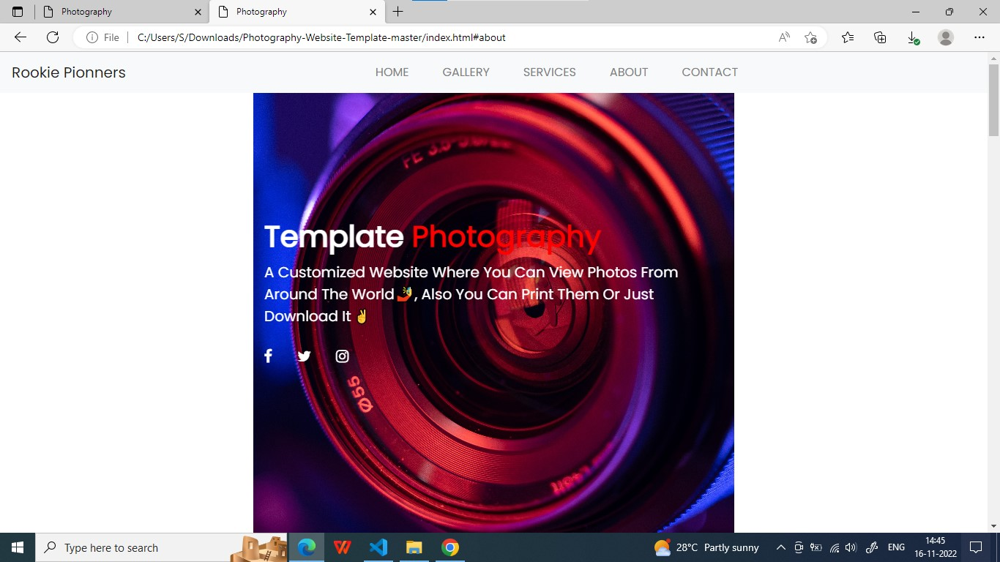 Photography
Photography
File
C:/Users/S/Downloads/Photography-Website-Template-master/index.html#about
Rookie Pionners
HOME
GALLERY
SERVICES
ABOUT
CONTACT
Template Photography
A Customized Website Where You Can View Photos From
Around The World🤳, Also You Can Print Them Or Just
Download It ✌
Ø55
Type here to search
28°C Partly sunny
ENG
14:45
16-11-2022